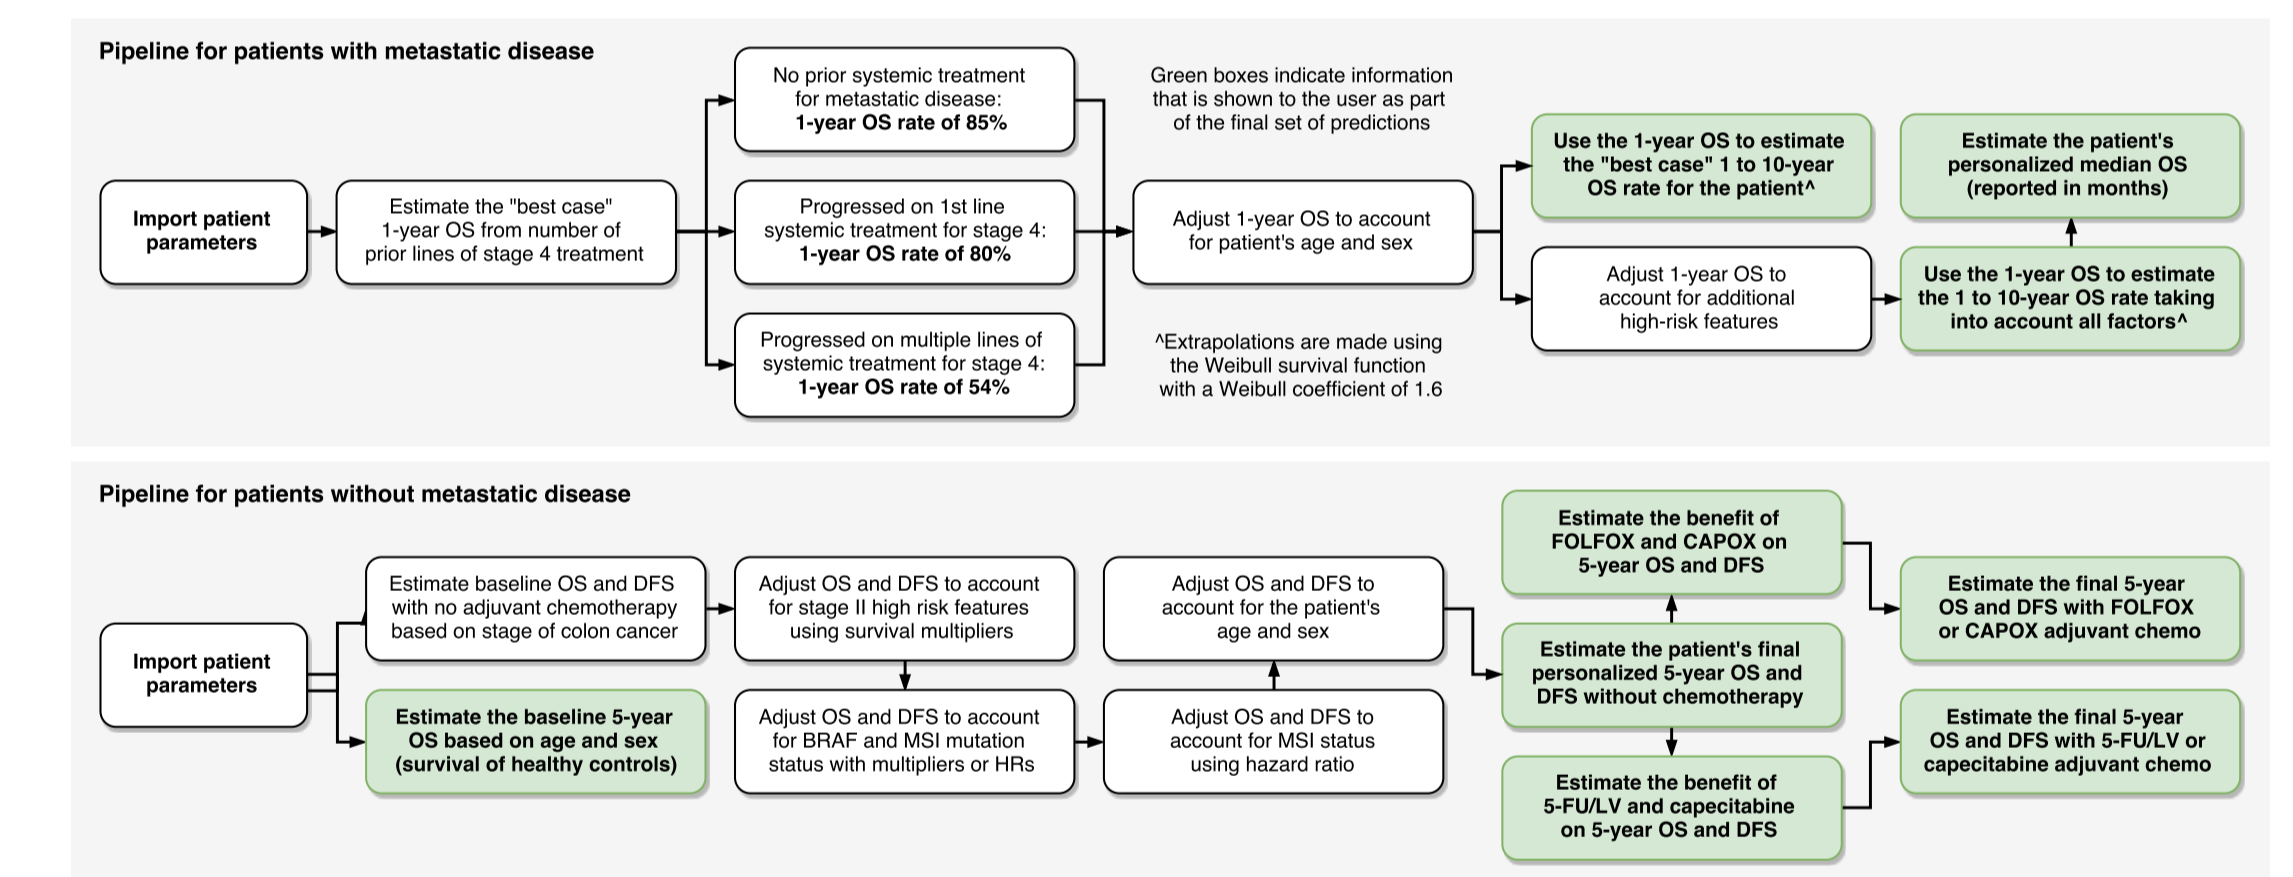 Pipeline for patients with metastatic disease
Import patient
parameters
Estimate the "best case"
1-year OS from number of
prior lines of stage 4 treatment
No prior systemic treatment
for metastatic disease:
1-year OS rate of 85%
Progressed on 1st line
systemic treatment for stage 4:
1-year OS rate of 80%
Progressed on multiple lines of
systemic treatment for stage 4:
1-year OS rate of 54%
Green boxes indicate information
that is shown to the user as part
of the final set of predictions
Adjust 1-year OS to account
for patient's age and sex
^Extrapolations are made using
the Weibull survival function
with a Weibull coefficient of 1.6
Use the 1-year OS to estimate
the "best case" 1 to 10-year
OS rate for the patient^
Adjust 1-year OS to
account for additional
high-risk features
Estimate the patient's
personalized median OS
(reported in months)
Use the 1-year OS to estimate
the 1 to 10-year OS rate taking
into account all factors^
Pipeline for patients without metastatic disease
Import patient
parameters
Estimate baseline OS and DFS
with no adjuvant chemotherapy
based on stage of colon cancer
Estimate the baseline 5-year
OS based on age and sex
(survival of healthy controls)
Adjust OS and DFS to account
for stage II high risk features
using survival multipliers
Adjust OS and DFS to account
for BRAF and MSI mutation
status with multipliers or HRs
Adjust OS and DFS to
account for the patient's
age and sex
Adjust OS and DFS to
account for MSI status
using hazard ratio
Estimate the benefit of
FOLFOX and CAPOX on
5-year OS and DFS
Estimate the patient's final
personalized 5-year OS and
DFS without chemotherapy
Estimate the benefit of
5-FU/LV and capecitabine
on 5-year OS and DFS
Estimate the final 5-year
OS and DFS with FOLFOX
or CAPOX adjuvant chemo
Estimate the final 5-year
OS and DFS with 5-FU/LV or
capecitabine adjuvant chemo